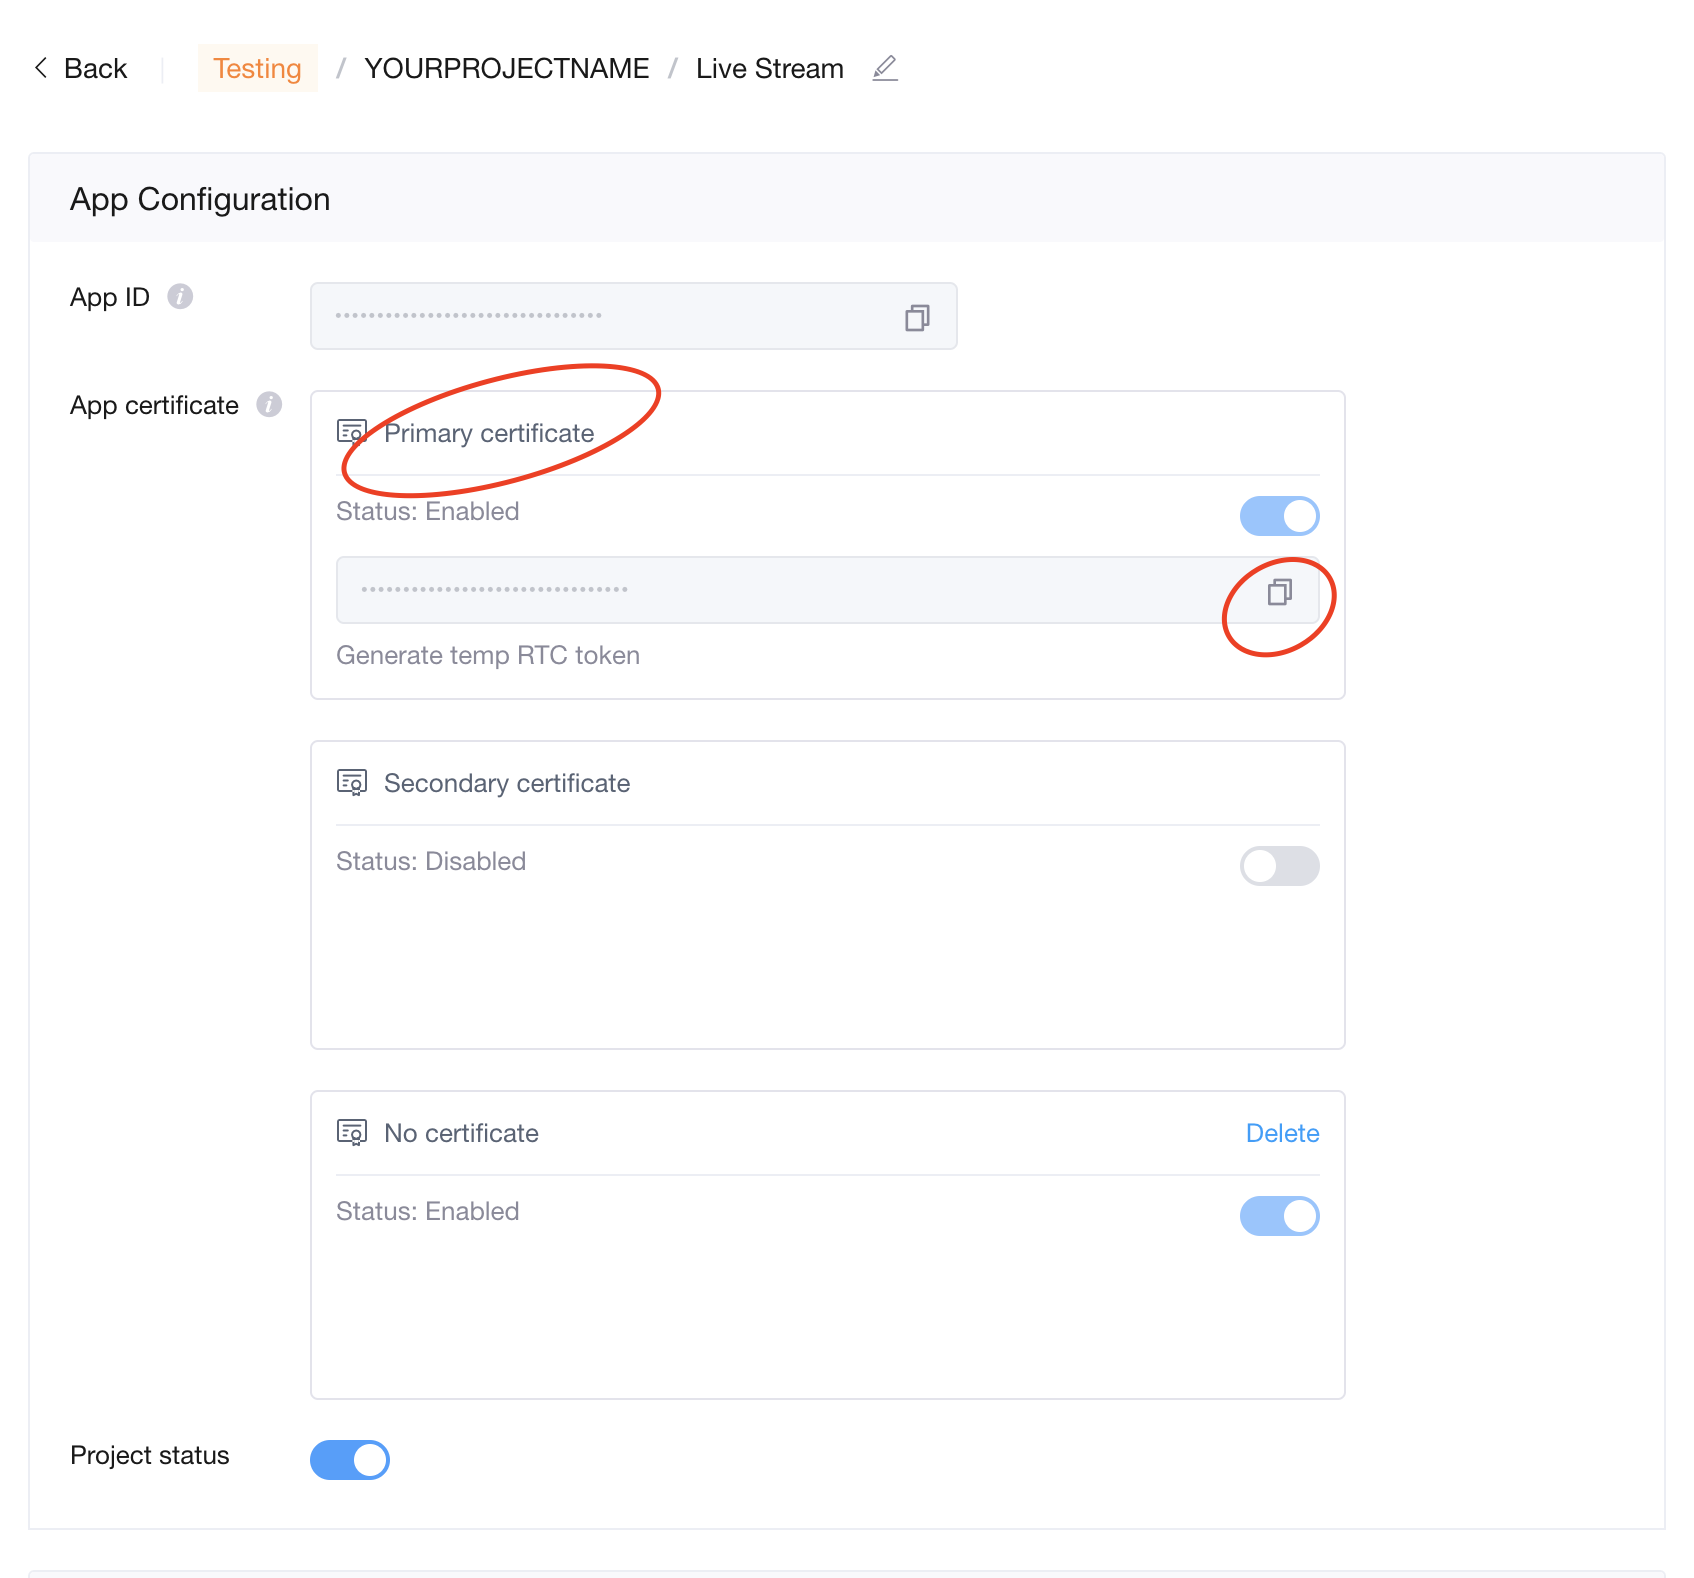 Back Testing / YOURPROJECTNAME / Live Stream
App Configuration
App ID
App certificate
Primary certificate
Status: Enabled
Generate temp RTC token
Secondary certificate
Status: Disabled
No certificate Delete
Status: Enabled
Project status